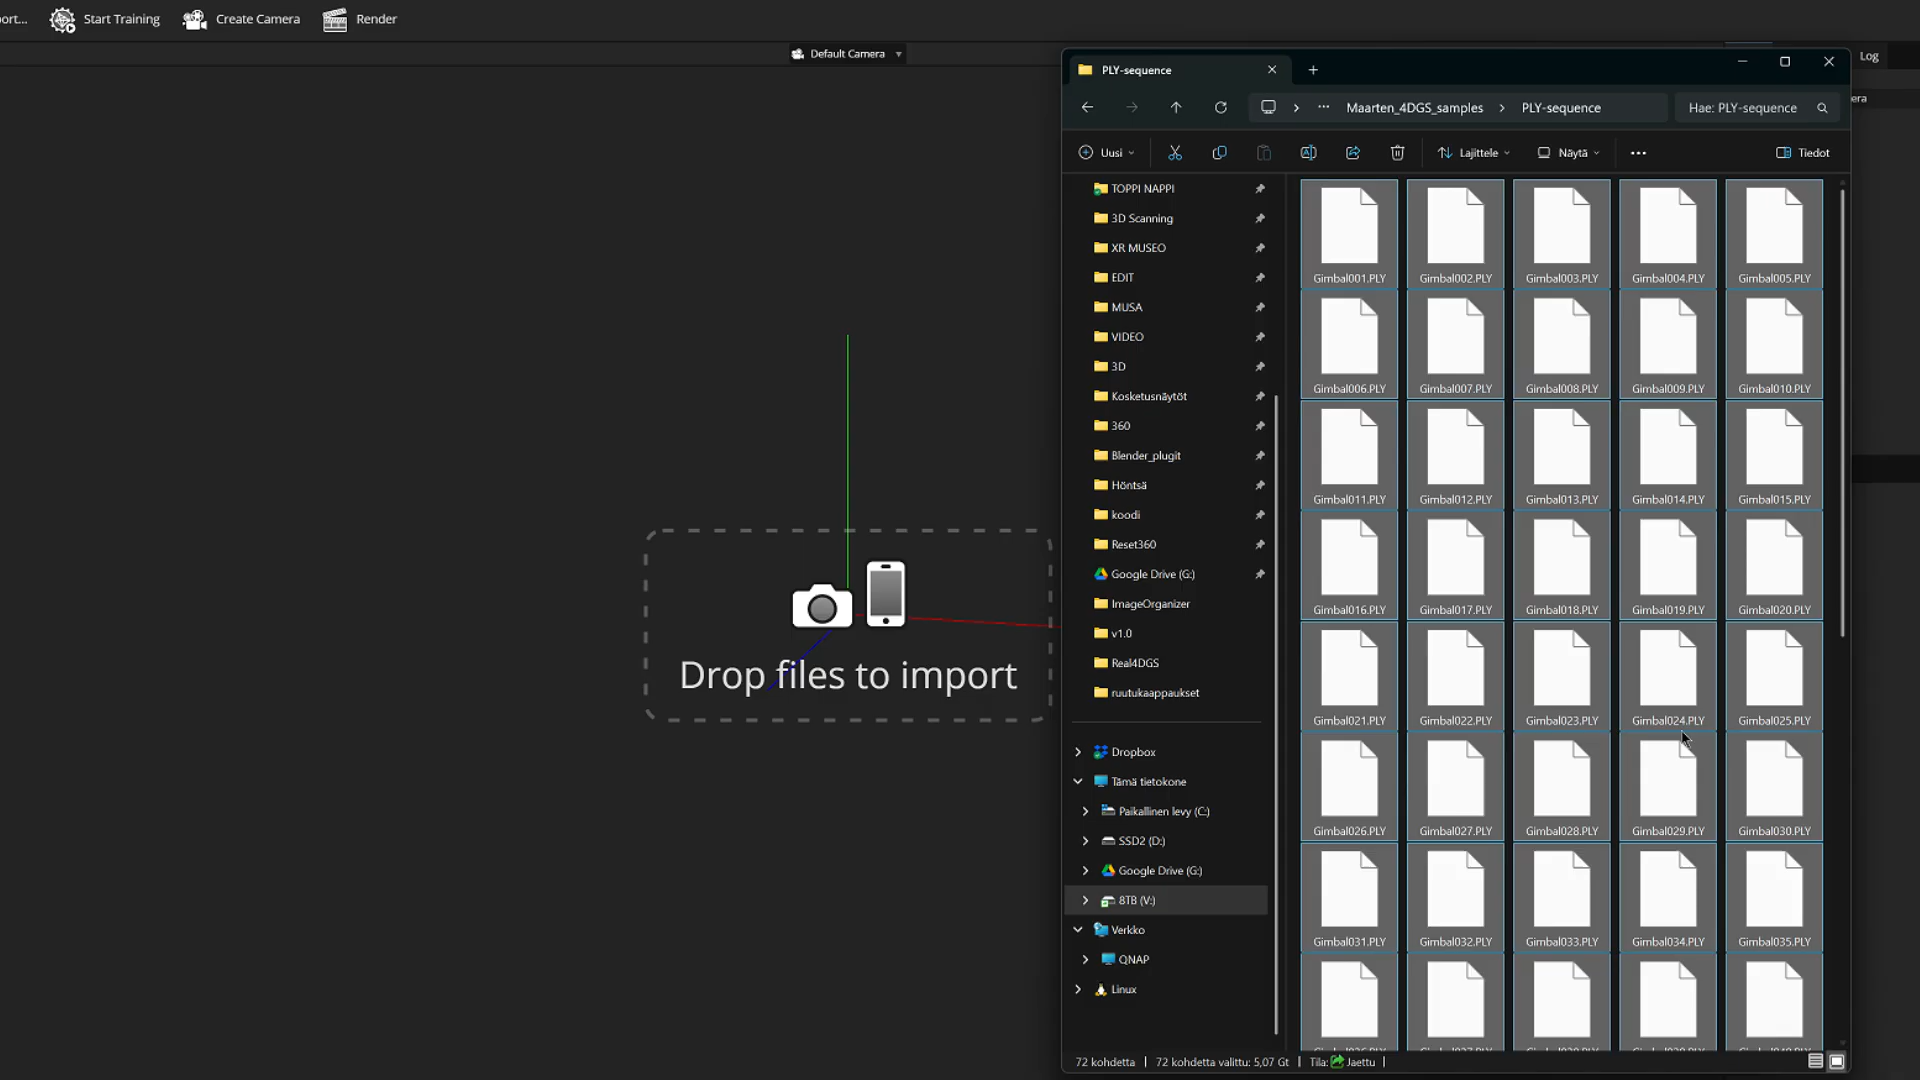 ort...
Start Training
Create Camera
Render
Default Camera
Log
era
Drop files to import
PLY-sequence
Maarten_4DGS_samples
PLY-sequence
Hae: PLY-sequence
Uusi
Lajittele
Näytä
Tiedot
TOPPI NAPPI
3D Scanning
XR MUSEO
EDIT
MUSA
VIDEO
3D
Kosketusnäytöt
360
Blender_plugit
Höntsä
koodi
Reset360
Google Drive (G:)
ImageOrganizer
v1.0
Real4DGS
ruutukaappaukset
Dropbox
Tämä tietokone
Paikallinen levy (C:)
SSD2 (D:)
Google Drive (G:)
8TB (V:)
Verkko
QNAP
Linux
Gimbal001.PLY Gimbal002.PLY Gimbal003.PLY Gimbal004.PLY Gimbal005.PLY
Gimbal006.PLY Gimbal007.PLY Gimbal008.PLY Gimbal009.PLY Gimbal010.PLY
Gimbal011.PLY Gimbal012.PLY Gimbal013.PLY Gimbal014.PLY Gimbal015.PLY
Gimbal016.PLY Gimbal017.PLY Gimbal018.PLY Gimbal019.PLY Gimbal020.PLY
Gimbal021.PLY Gimbal022.PLY Gimbal023.PLY Gimbal024.PLY Gimbal025.PLY
Gimbal026.PLY Gimbal027.PLY Gimbal028.PLY Gimbal029.PLY Gimbal030.PLY
Gimbal031.PLY Gimbal032.PLY Gimbal033.PLY Gimbal034.PLY Gimbal035.PLY
72 kohdetta
72 kohdetta valittu: 5,07 Gt
Tila: Jaettu